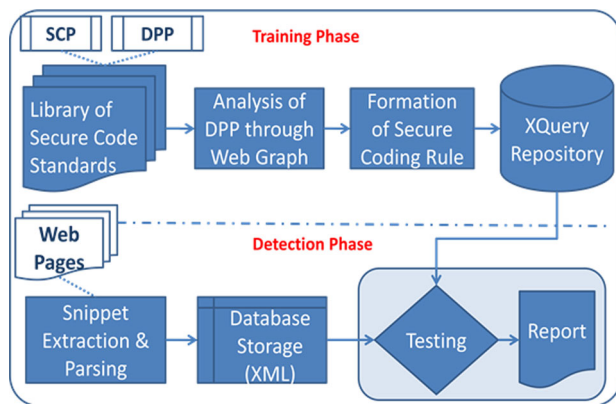 SCP
DPP
Training Phase
Library of
Secure Code
Standards
Analysis of
DPP through
Web Graph
Formation
of Secure
Coding Rule
XQuery
Repository
Web
Pages
Detection Phase
Snippet
Extraction &
Parsing
Database
Storage
(XML)
Testing
Report